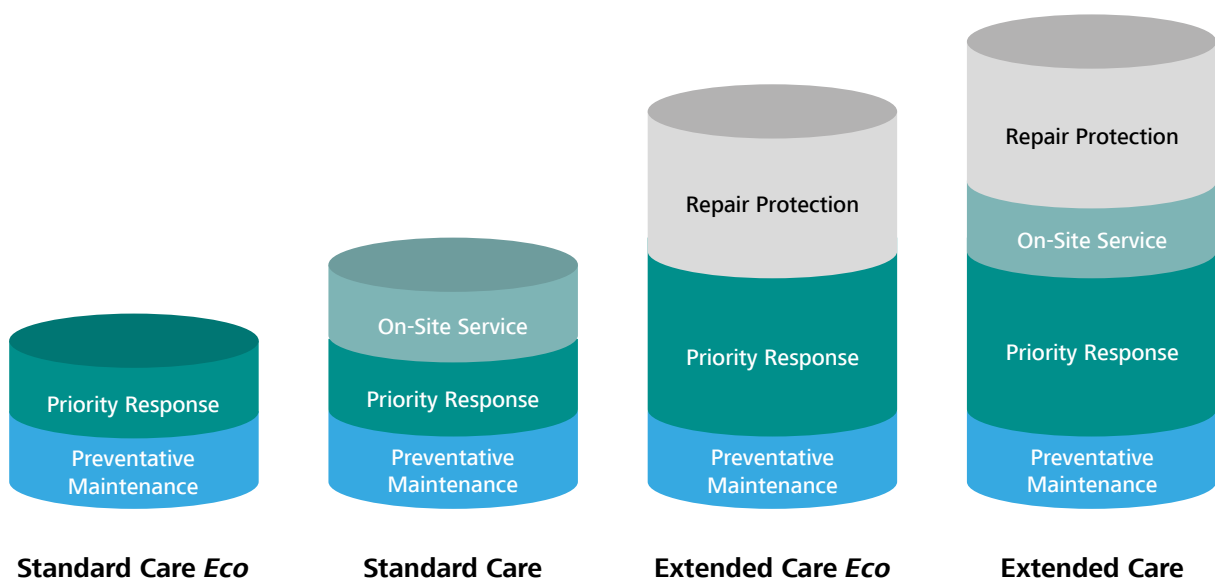 Priority Response
Preventative
Maintenance
Standard Care Eco
On-Site Service
Priority Response
Preventative
Maintenance
Standard Care
Repair Protection
Priority Response
Preventative
Maintenance
Extended Care Eco
Repair Protection
On-Site Service
Priority Response
Preventative
Maintenance
Extended Care